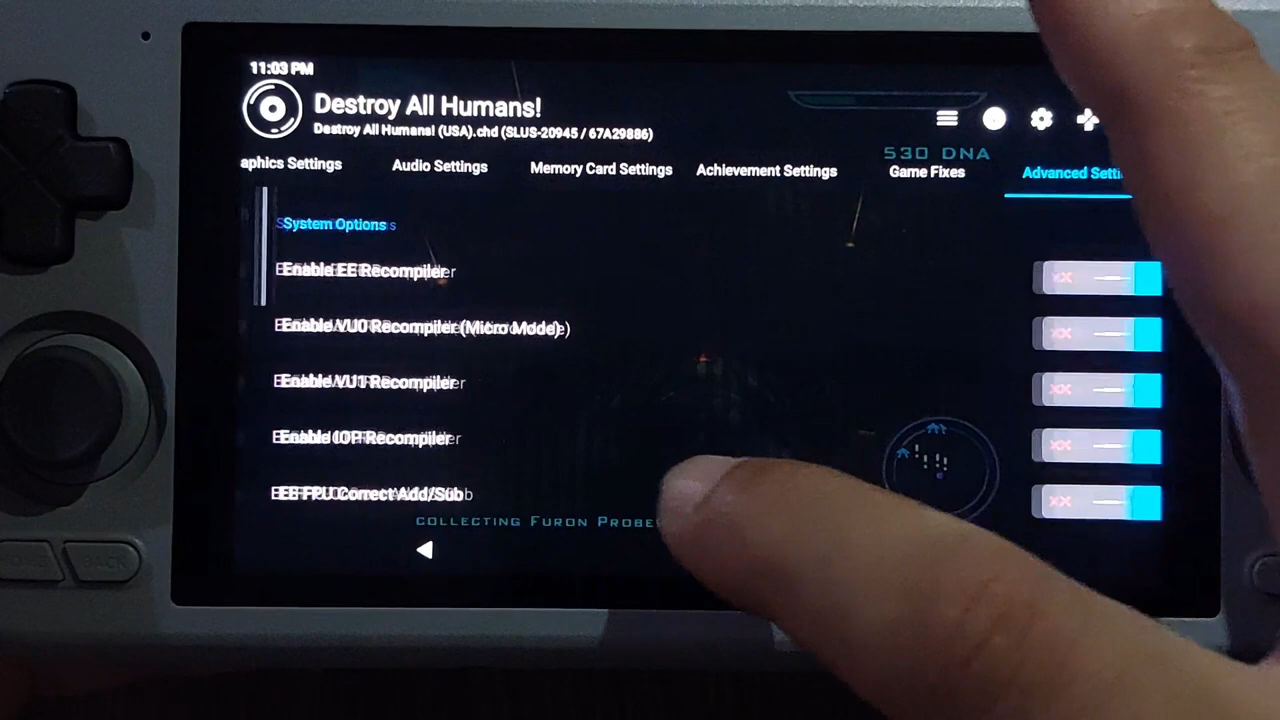 11:03 PM
Destroy All Humans!
Destroy All Humans! (USA).chd (SLUS-20945 / 67A29886)
530 DNA
aphics Settings
Audio Settings
Memory Card Settings
Achievement Settings
Game Fixes
Advanced Setti
System Options
Enable EE Recompiler
Enable VU0 Recompiler (Micro Mode)
Enable VU1 Recompiler
Enable IOP Recompiler
EE FPU Correct Add/Sub
COLLECTING FURON PROBE
BACK